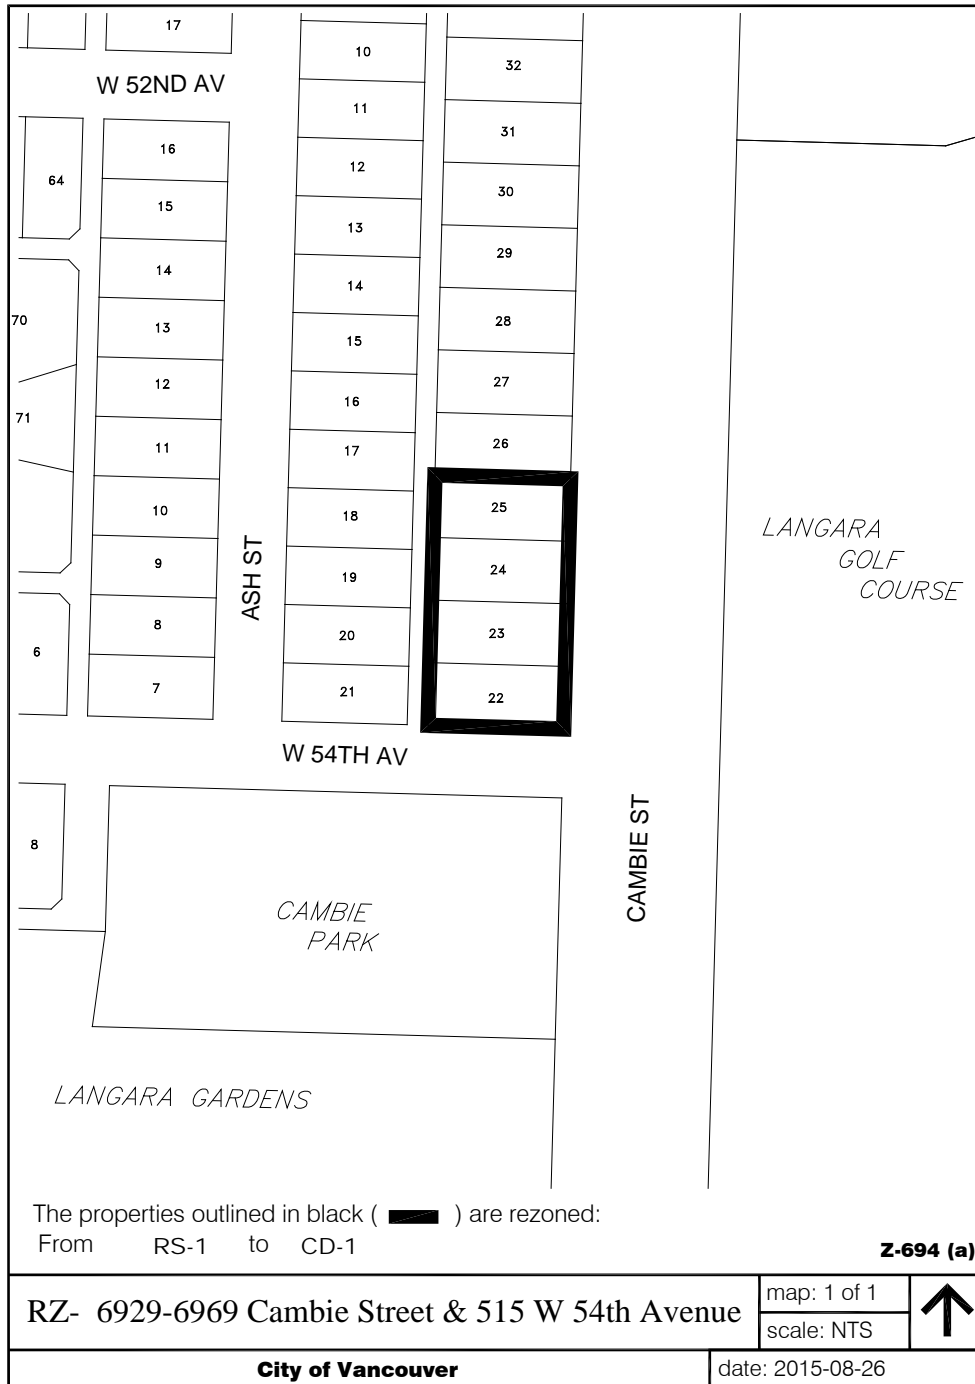 17
10
32
W 52ND AV
11
31
16
12
64
30
15
13
29
14
14
70
13
28
15
12
27
16
71
11
26
17
10
25
18
LANGARA
GOLF
COURSE
9
ASH ST
19
24
8
20
23
6
7
21
22
W 54TH AV
8
CAMBIE ST
CAMBIE
PARK
LANGARA GARDENS
The properties outlined in black ( ) are rezoned:
From RS-1 to CD-1
Z-694 (a)
RZ- 6929-6969 Cambie Street & 515 W 54th Avenue
map: 1 of 1
scale: NTS
City of Vancouver
date: 2015-08-26